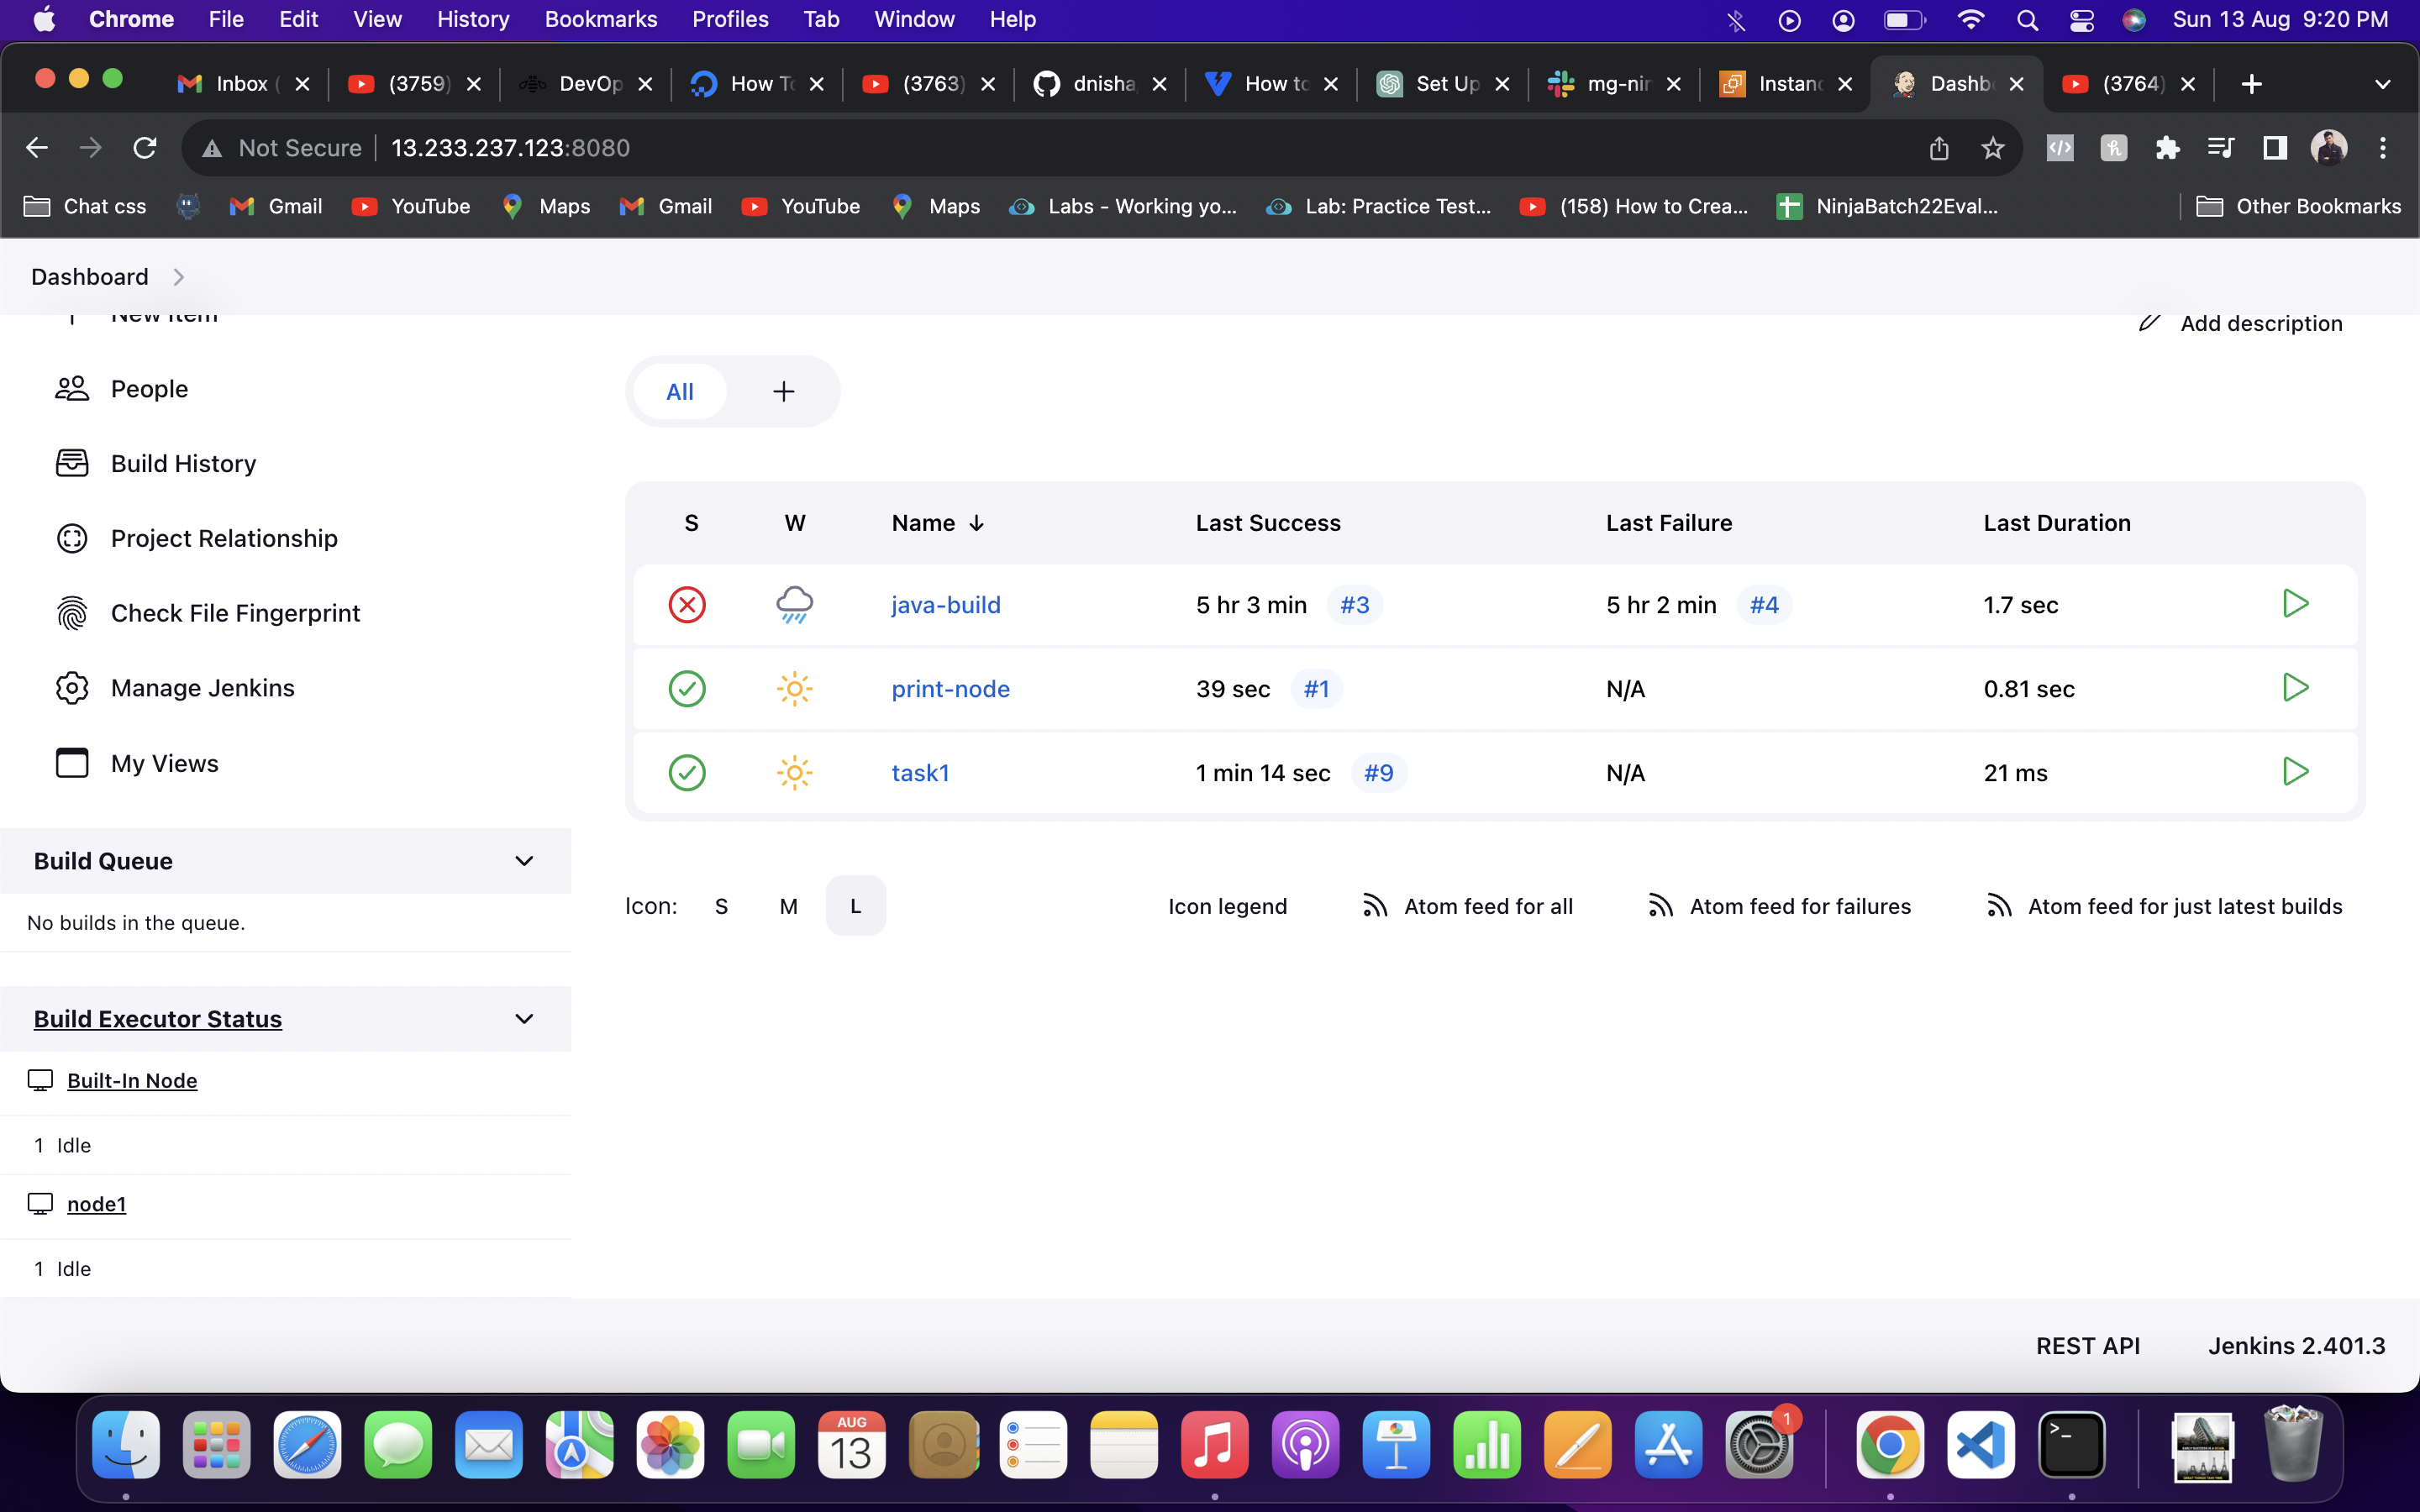 Chrome File Edit View History Bookmarks Profiles Tab Window Help Sun 13 Aug 9:20 PM
Inbox ( (3759) DevOp How To (3763) dnisha How to Set Up mg-nin Instanc Dashb (3764)
Not Secure 13.233.237.123:8080
Chat css Gmail YouTube Maps Gmail YouTube Maps Labs - Working yo... Lab: Practice Test... (158) How to Crea... NinjaBatch22Eval... Other Bookmarks
Dashboard
New Item
Add description
People
Build History
Project Relationship
Check File Fingerprint
Manage Jenkins
My Views
Build Queue
No builds in the queue.
Build Executor Status
Built-In Node
1 Idle
node1
1 Idle
All +
S W Name ↓ Last Success Last Failure Last Duration
java-build 5 hr 3 min #3 5 hr 2 min #4 1.7 sec
print-node 39 sec #1 N/A 0.81 sec
task1 1 min 14 sec #9 N/A 21 ms
Icon: S M L Icon legend Atom feed for all Atom feed for failures Atom feed for just latest builds
REST API Jenkins 2.401.3
AUG
13
1